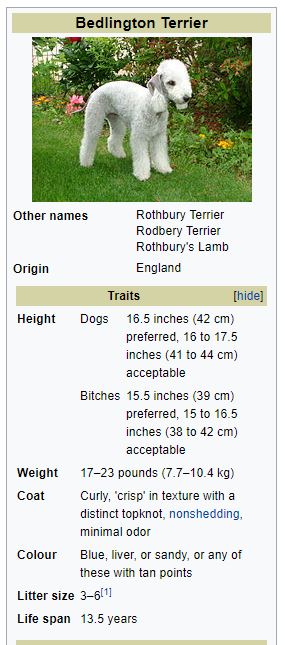 Bedlington Terrier
Other names Rothbury Terrier
Rodbery Terrier
Rothbury's Lamb
Origin England
Traits [hide]
Height Dogs 16.5 inches (42 cm)
preferred, 16 to 17.5
inches (41 to 44 cm)
acceptable
Bitches 15.5 inches (39 cm)
preferred, 15 to 16.5
inches (38 to 42 cm)
acceptable
Weight 17–23 pounds (7.7–10.4 kg)
Coat Curly, 'crisp' in texture with a
distinct topknot, nonshedding,
minimal odor
Colour Blue, liver, or sandy, or any of
these with tan points
Litter size 3–6[1]
Life span 13.5 years